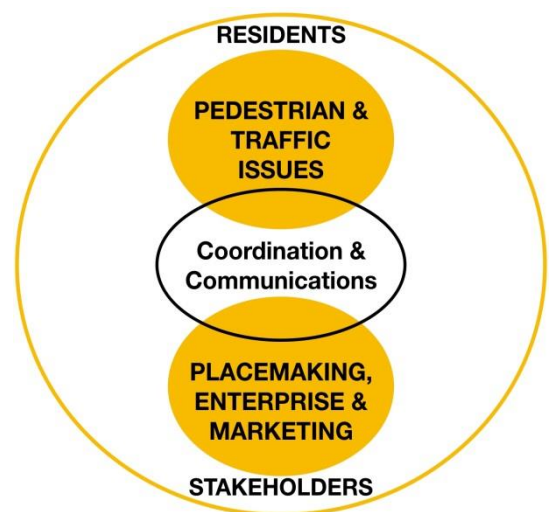 RESIDENTS
PEDESTRIAN &
TRAFFIC
ISSUES
Coordination &
Communications
PLACEMAKING,
ENTERPRISE &
MARKETING
STAKEHOLDERS